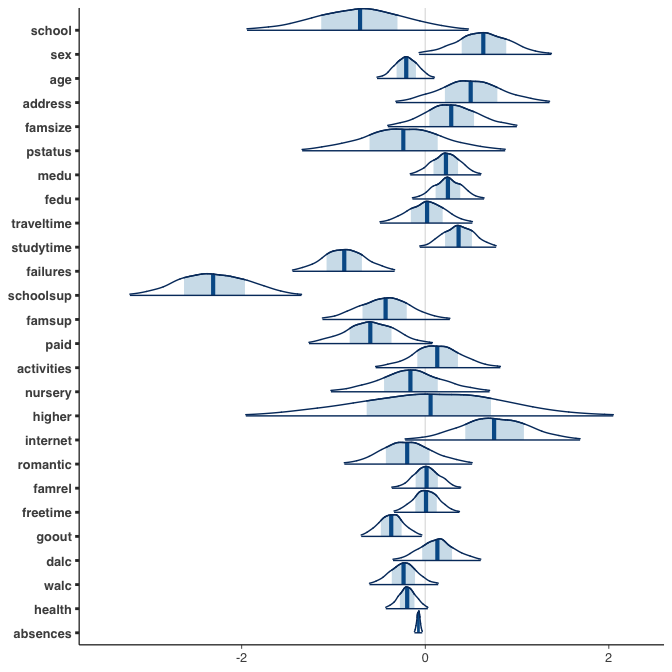 school
sex
age
address
famsize
pstatus
medu
fedu
traveltime
studytime
failures
schoolsup
famsup
paid
activities
nursery
higher
internet
romantic
famrel
freetime
goout
dalc
walc
health
absences
-2 0 2